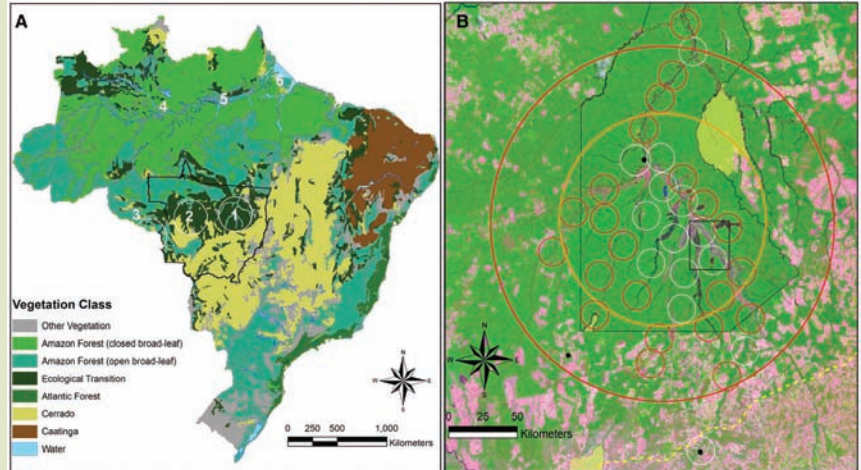 A
4
5
6
3
2
1
Vegetation Class
Other Vegetation
Amazon Forest (closed broad-leaf)
Amazon Forest (open broad-leaf)
Ecological Transition
Atlantic Forest
Cerrado
Caatinga
Water
N
W
E
S
0 250 500 1,000
Kilometers
B
N
W
E
S
0 25 50
Kilometers